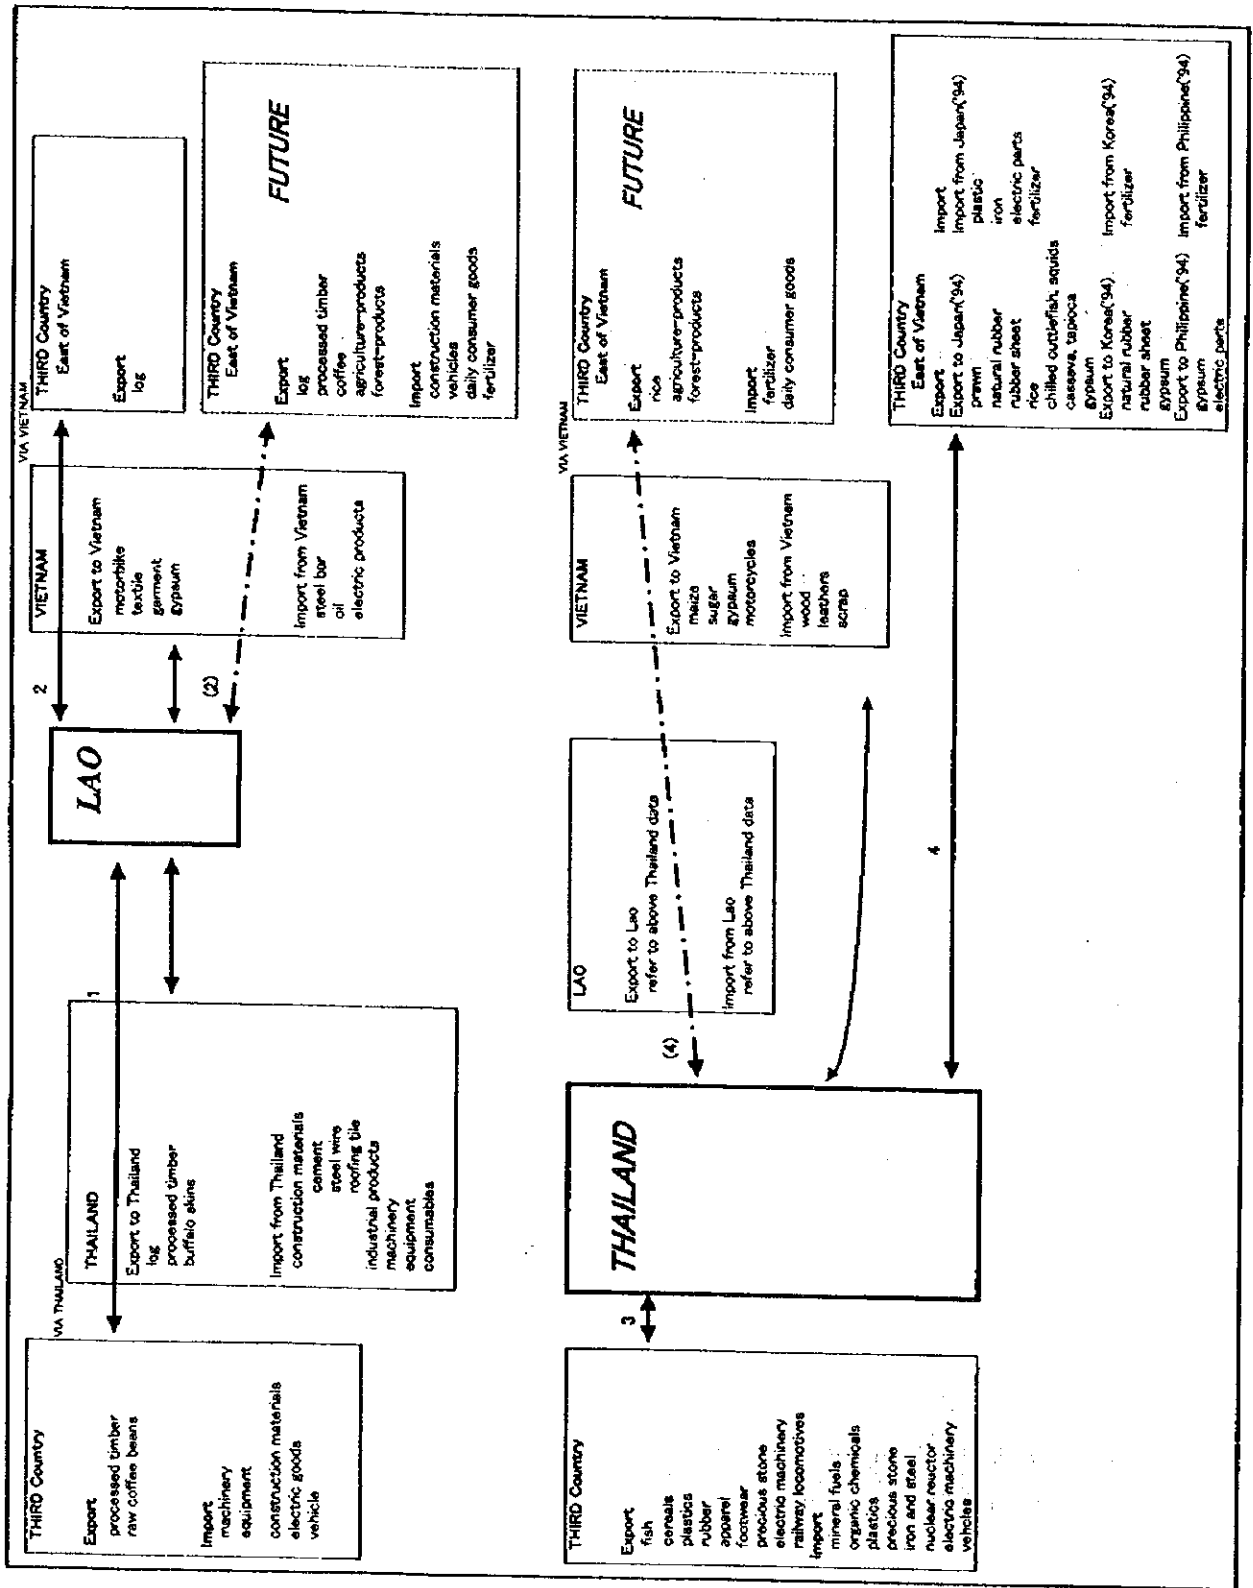 THIRD Country
Export
processed timber
raw coffee beans
Import
machinery
equipment
construction materials
electric goods
vehicle
VIA THAILAND
THAILAND
Export to Thailand
log
processed timber
buffalo skins
Import from Thailand
construction materials
cement
steel wire
roofing tile
industrial products
machinery
equipment
consumables
1
LAO
2
(2)
VIETNAM
Export to Vietnam
motorbike
textile
garment
gypsum
Import from Vietnam
steel bar
oil
electric products
VIA VIETNAM
THIRD Country
East of Vietnam
Export
log
THIRD Country
East of Vietnam
FUTURE
Export
log
processed timber
coffee
agriculture-products
forest-products
Import
construction materials
vehicles
daily consumer goods
fertilizer
THIRD Country
Export
fish
cereals
plastics
rubber
apparel
footwear
precious stone
electric machinery
railway locomotives
Import
mineral fuels
organic chemicals
plastics
precious stone
iron and steel
nuclear reactor
electric machinery
vehcles
3
THAILAND
(4)
LAO
Export to Lao
refer to above Thailand data
Import from Lao
refer to above Thailand data
4
VIETNAM
Export to Vietnam
maize
sugar
gypsum
motorcycles
Import from Vietnam
wood
leathers
scrap
VIA VIETNAM
THIRD Country
East of Vietnam
FUTURE
Export
rice
agriculture-products
forest-products
Import
fertilizer
daily consumer goods
THIRD Country
East of Vietnam
Export Import
Export to Japan('94) Import from Japan('94)
prawn plastic
natural rubber iron
rubber sheet electric parts
rice fertilizer
chilled cuttlefish, squids
cassava, tapioca
gypsum
Export to Korea('94) Import from Korea('94)
natural rubber fertilizer
rubber sheet
gypsum
Export to Philippine('94) Import from Philippine('94)
gypsum fertilizer
electric parts